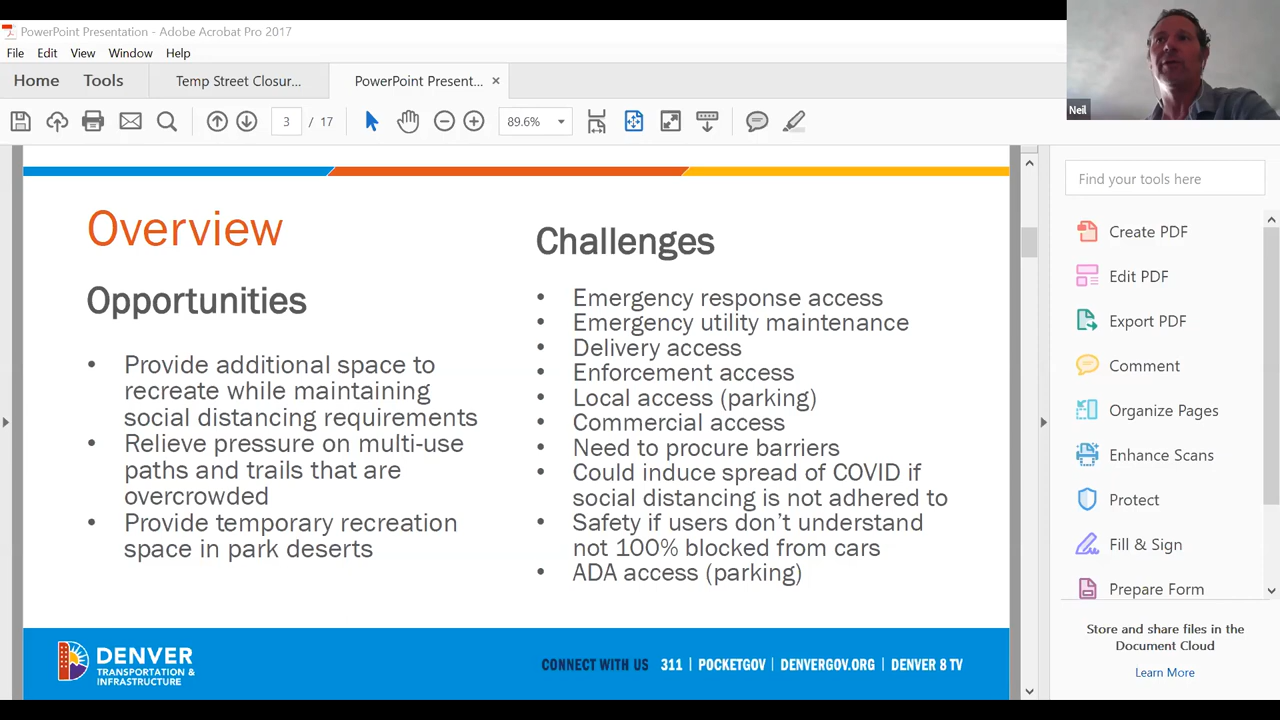 PowerPoint Presentation - Adobe Acrobat Pro 2017
File Edit View Window Help
Home Tools Temp Street Closur... PowerPoint Present... ×
3 / 17 89.6%
Neil
Overview
Opportunities
• Provide additional space to
recreate while maintaining
social distancing requirements
• Relieve pressure on multi-use
paths and trails that are
overcrowded
• Provide temporary recreation
space in park deserts
Challenges
• Emergency response access
• Emergency utility maintenance
• Delivery access
• Enforcement access
• Local access (parking)
• Commercial access
• Need to procure barriers
• Could induce spread of COVID if
social distancing is not adhered to
• Safety if users don't understand
not 100% blocked from cars
• ADA access (parking)
DENVER
TRANSPORTATION &
INFRASTRUCTURE
CONNECT WITH US 311 | POCKETGOV | DENVERGOV.ORG | DENVER 8 TV
Find your tools here
Create PDF
Edit PDF
Export PDF
Comment
Organize Pages
Enhance Scans
Protect
Fill & Sign
Prepare Form
Store and share files in the
Document Cloud
Learn More